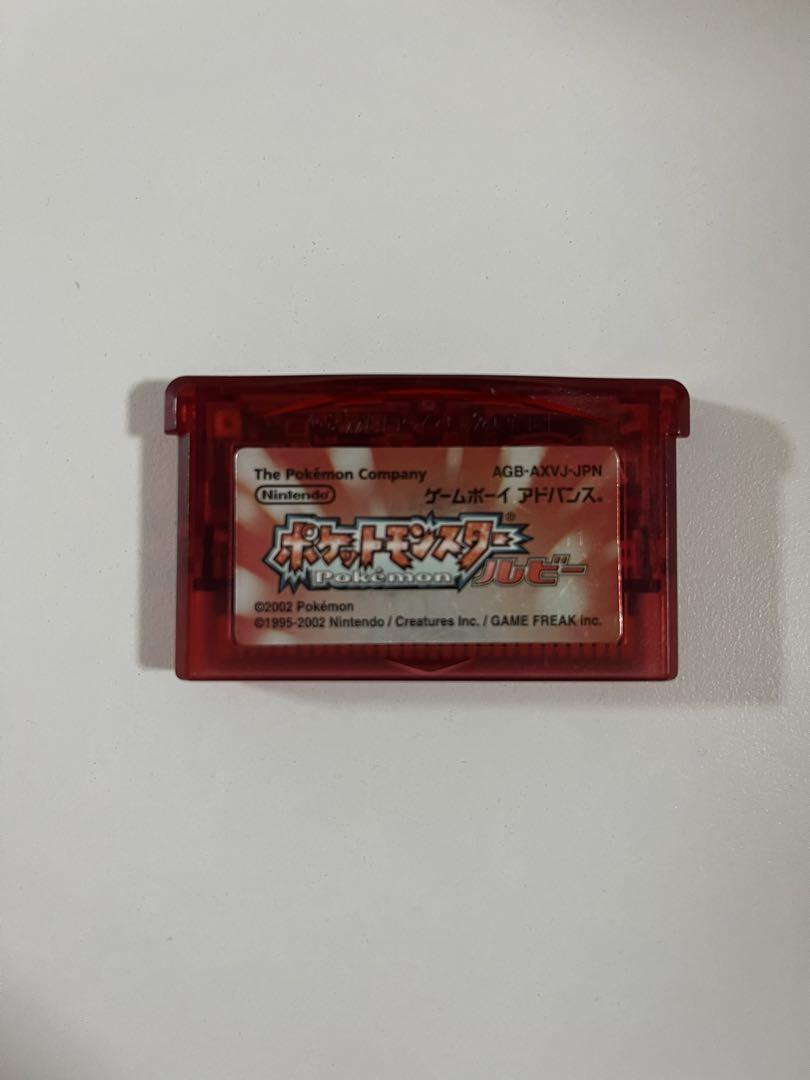 The Pokémon Company AGB-AXVJ-JPN
Nintendo ゲームボーイ アドバンス®
ポケットモンスター®
Pokémon ルビー
©2002 Pokémon
©1995-2002 Nintendo / Creatures Inc. / GAME FREAK inc.